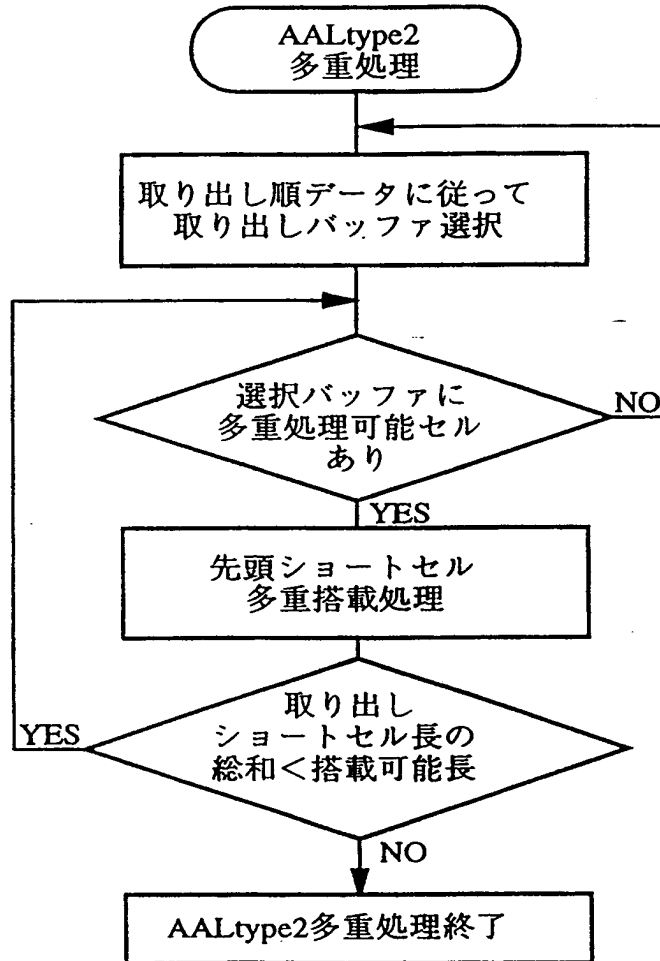 AALtype2
多重処理
取り出し順データに従って
取り出しバッファ選択
選択バッファに
多重処理可能セル
あり
NO
YES
先頭ショートセル
多重搭載処理
取り出し
ショートセル長の
総和<搭載可能長
YES
NO
AALtype2多重処理終了